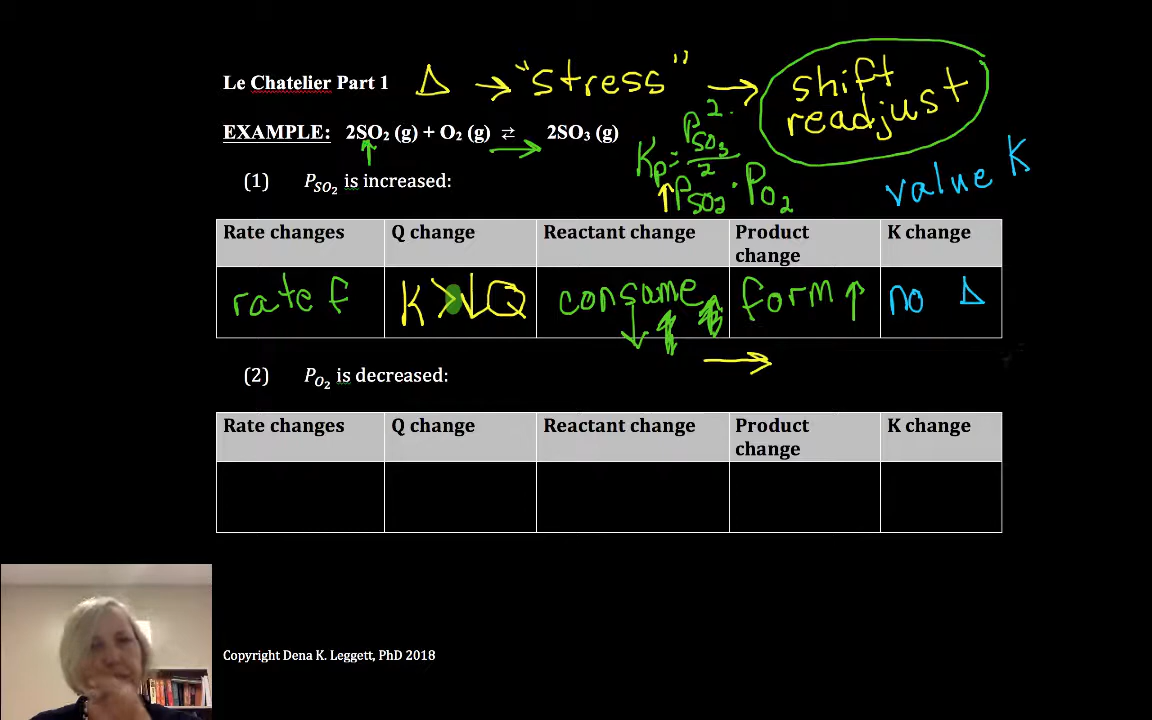 Le Chatelier Part 1 Δ → "stress" → shift readjust
EXAMPLE: 2SO₂ (g) + O₂ (g) ⇄ 2SO₃ (g)
Kp = P²SO₃ / P²SO₂ · PO₂
(1) P_SO₂ is increased:
value K
Rate changes | Q change | Reactant change | Product change | K change
rate f | K > ↓ Q | consume ↓ | form ↑ | no Δ
→
(2) P_O₂ is decreased:
Rate changes | Q change | Reactant change | Product change | K change
Copyright Dena K. Leggett, PhD 2018